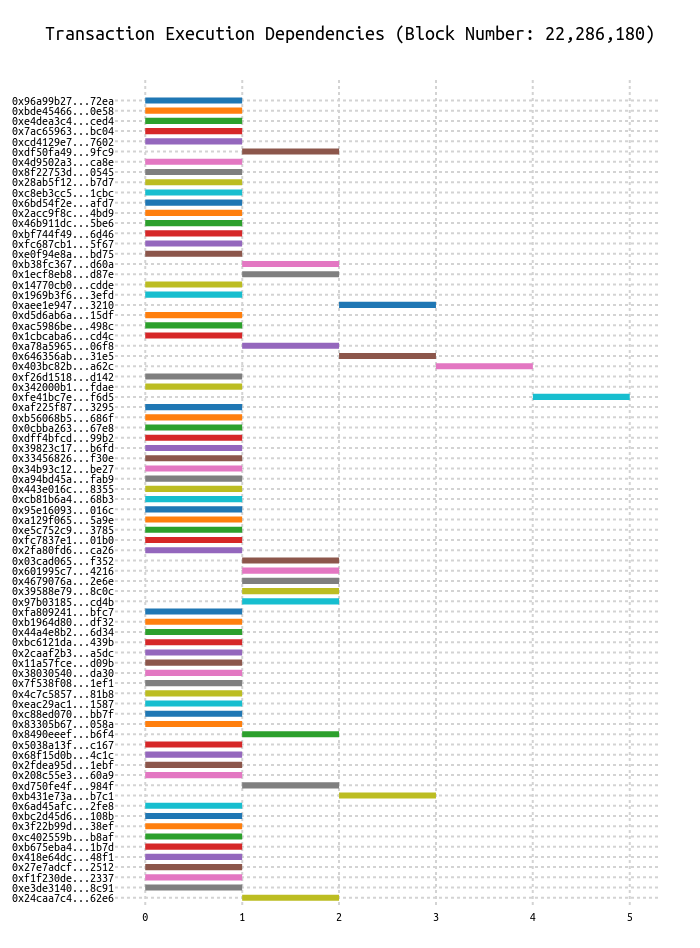 Transaction Execution Dependencies (Block Number: 22,286,180)
0x96a99b27...72ea
0xbde45466...0e58
0xe4dea3c4...ced4
0x7ac65963...bc04
0xcd4129e7...7602
0xdf50fa49...9fc9
0x4d9502a3...ca8e
0x8f22753d...0545
0x28ab5f12...b7d7
0xc8eb3cc5...1cbc
0x6bd54f2e...afd7
0x2acc9f8c...4bd9
0x46b911dc...5be6
0xbf744f49...6d46
0xfc687cb1...5f67
0xe0f94e8a...bd75
0xb38fc367...d60a
0x1ecf8eb8...d87e
0x14770cb0...cdde
0x1969b3f6...3efd
0xaee1e947...3210
0xd5d6ab6a...15df
0xac5986be...498c
0x1cbcaba6...cd4c
0xa78a5965...06f8
0x646356ab...31e5
0x403bc82b...a62c
0xf26d1518...d142
0x342000b1...fdae
0xfe41bc7e...f6d5
0xaf225f87...3295
0xb56068b5...686f
0x0cbba263...67e8
0xdff4bfcd...99b2
0x39823c17...b6fd
0x33456826...f30e
0x34b93c12...be27
0xa94bd45a...fab9
0x443e016c...8355
0xcb81b6a4...68b3
0x95e16093...016c
0xa129f065...5a9e
0xe5c752c9...3785
0xfc7837e1...01b0
0x2fa80fd6...ca26
0x03cad065...f352
0x601995c7...4216
0x4679076a...2e6e
0x39588e79...8c0c
0x97b03185...cd4b
0xfa809241...bfc7
0xb1964d80...df32
0x44a4e8b2...6d34
0xbc6121da...439b
0x2caaf2b3...a5dc
0x11a57fce...d09b
0x38030540...da30
0x7f538f08...1ef1
0x4c7c5857...81b8
0xeac29ac1...1587
0xc88ed070...bb7f
0x83305b67...058a
0x8490eeef...b6f4
0x5038a13f...c167
0x68f15d0b...4c1c
0x2fdea95d...1ebf
0x208c55e3...60a9
0xd750fe4f...984f
0xb431e73a...b7c1
0x6ad45afc...2fe8
0xbc2d45d6...108b
0x3f22b99d...38ef
0xc402559b...b8af
0xb675eba4...1b7d
0x418e64dc...48f1
0x27e7adcf...2512
0xf1f230de...2337
0xe3de3140...8c91
0x24caa7c4...62e6
0 1 2 3 4 5